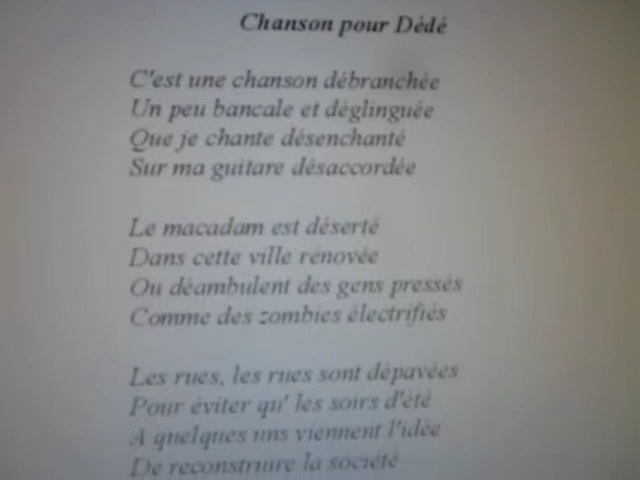 Chanson pour Dédé
C'est une chanson débranchée
Un peu bancale et déglinguée
Que je chante désenchanté
Sur ma guitare désaccordée
Le macadam est déserté
Dans cette ville rénovée
Ou déambulent des gens pressés
Comme des zombies électrifiés
Les rues, les rues sont dépavées
Pour éviter qu' les soirs d'été
A quelques uns viennent l'idée
De reconstruire la société